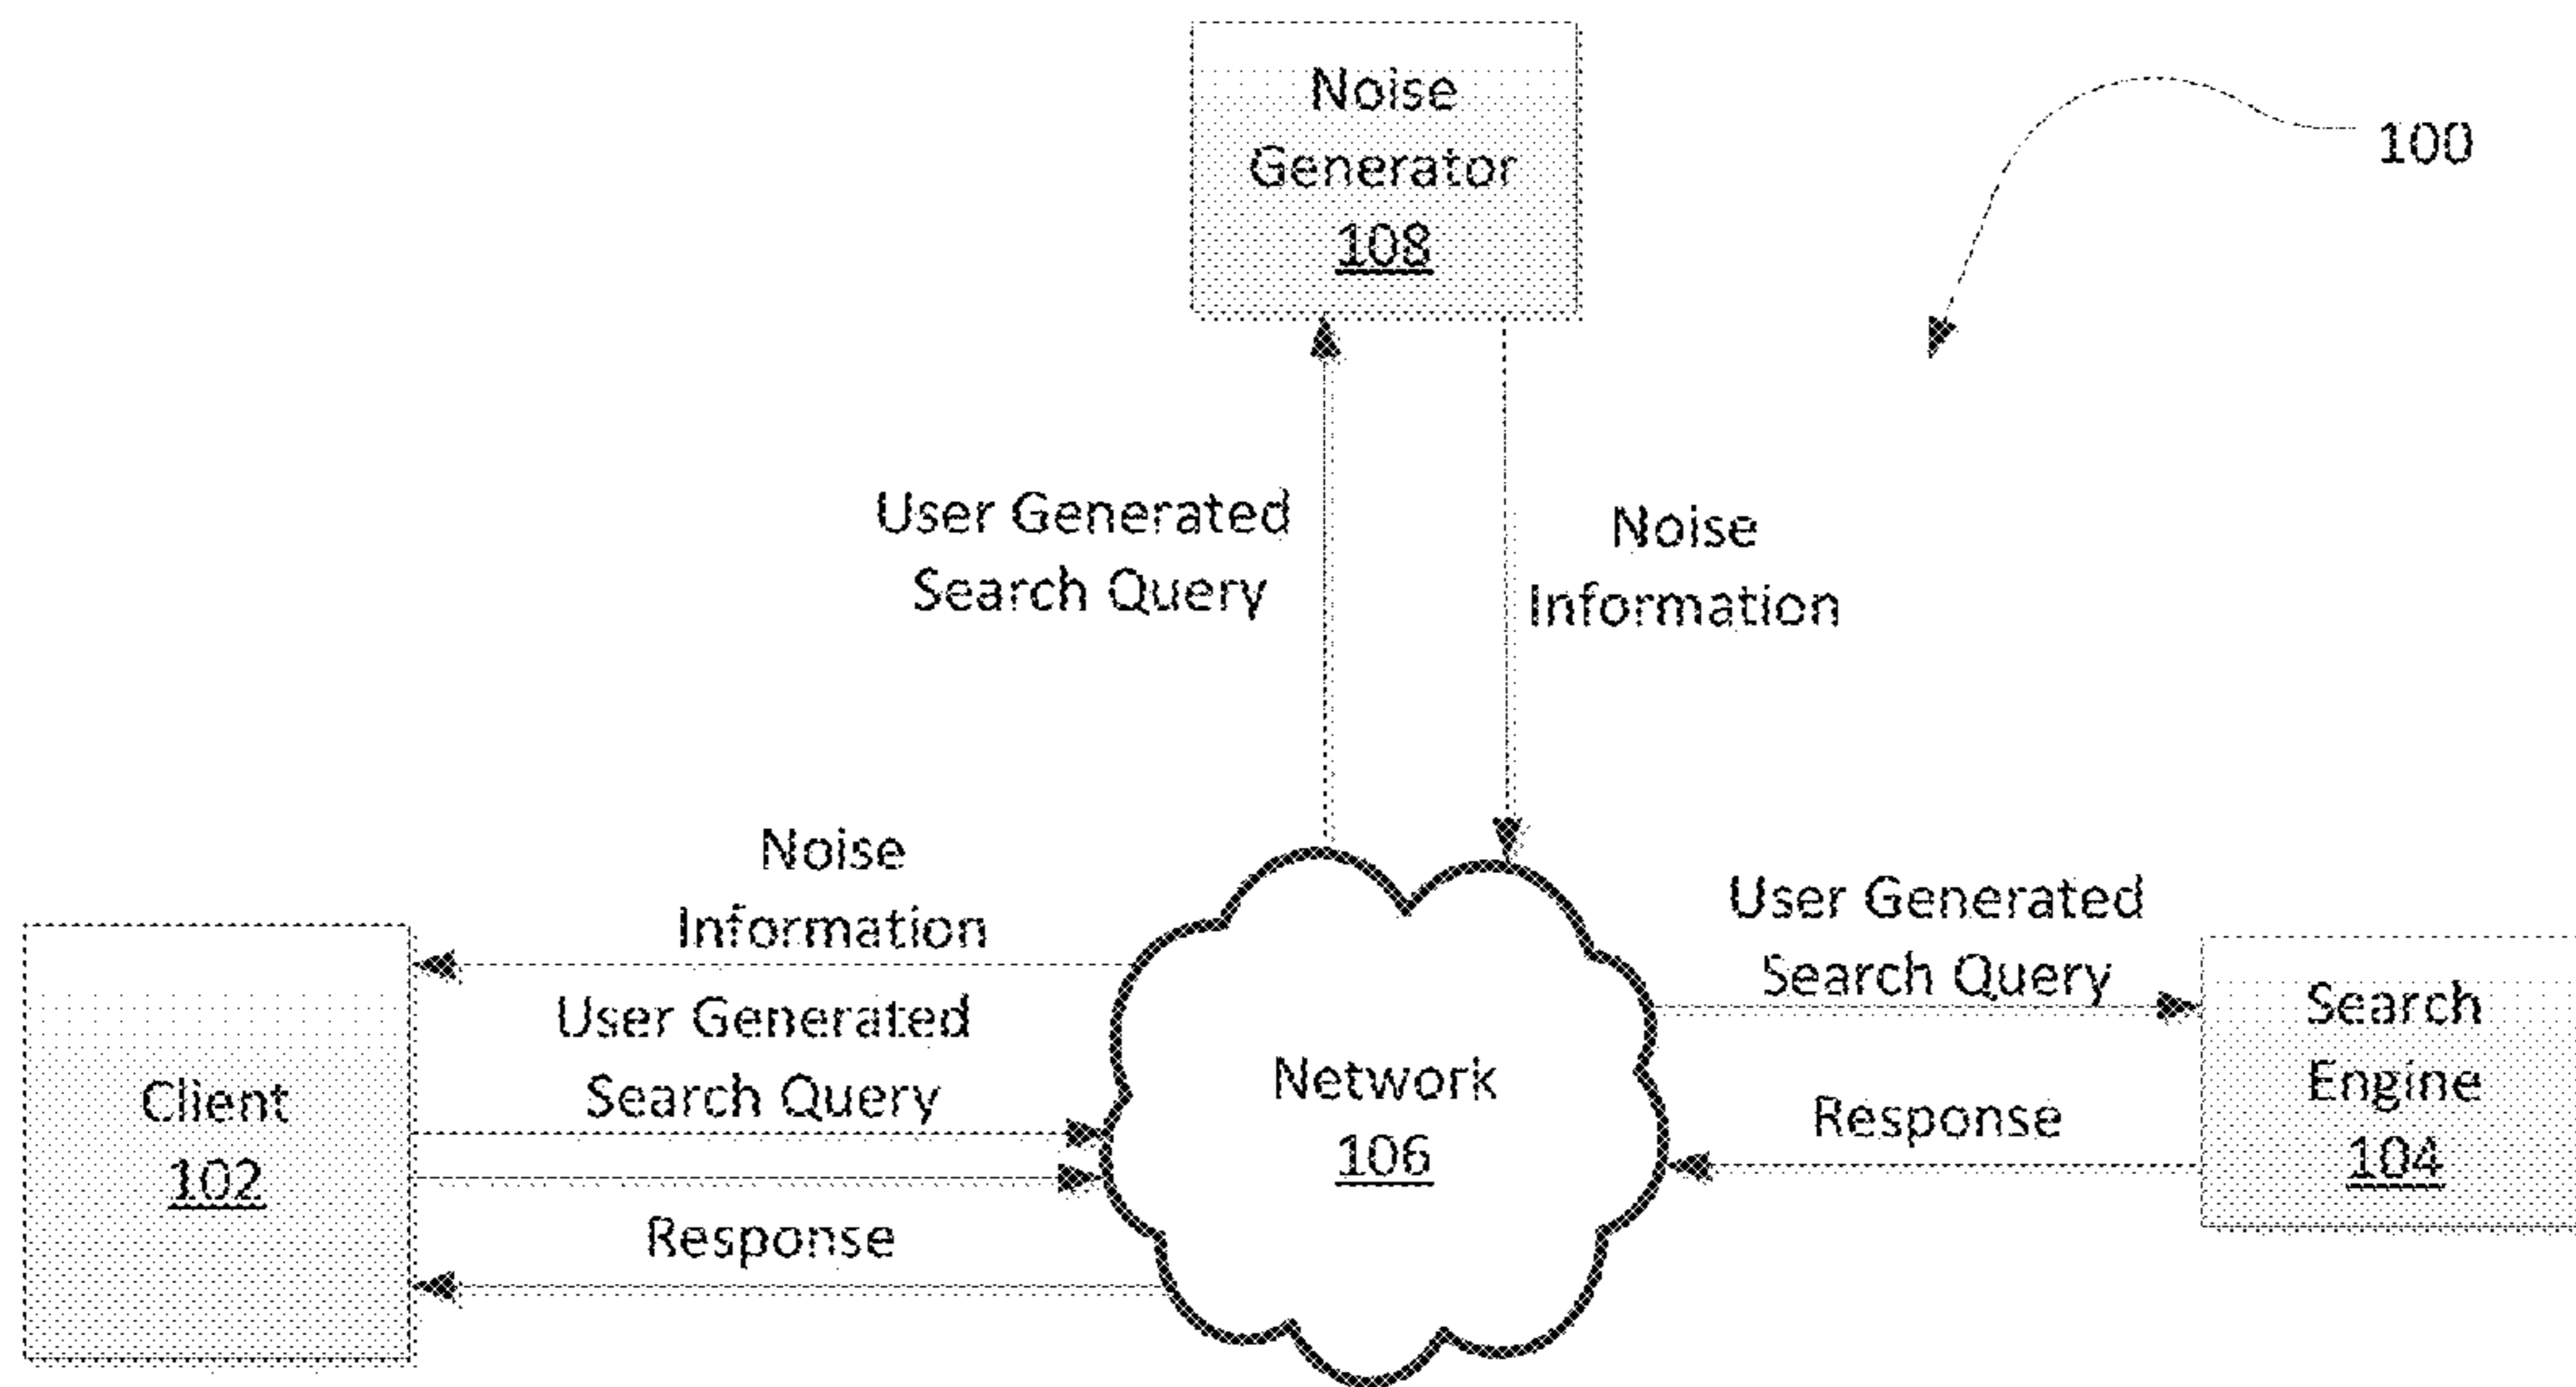 Noise
Generator
108
100
User Generated
Search Query
Noise
Information
Noise
Information
User Generated
Search Query
Client
102
Response
Network
106
User Generated
Search Query
Response
Search
Engine
104